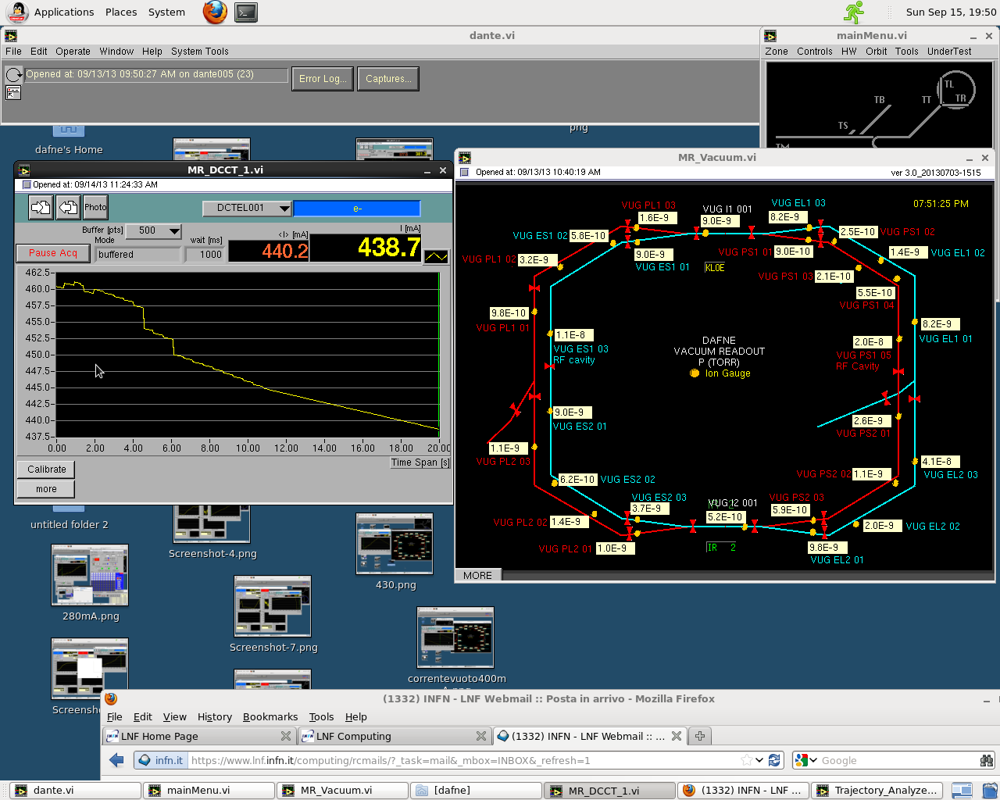 Applications Places System
Sun Sep 15, 19:50
dante.vi
File Edit Operate Window Help System Tools
Opened at: 09/13/13 09:50:27 AM on dante005 (23)
Error Log...
Captures...
mainMenu.vi
Zone Controls HW Orbit Tools UnderTest
TL
TB TT TR
TS
TM
dafne's Home
png
MR_DCCT_1.vi
Opened at: 09/14/13 11:24:33 AM
Photo
DCTEL001
e-
Buffer [pts] 500
Mode
buffered
wait [ms]
1000
<I> [mA]
440.2
I [mA]
438.7
Pause Acq
462.5
460.0
457.5
455.0
452.5
450.0
447.5
445.0
442.5
440.0
437.5
0.00 2.00 4.00 6.00 8.00 10.00 12.00 14.00 16.00 18.00 20.00
Time Span [s]
Calibrate
more
MR_Vacuum.vi
Opened at: 09/13/13 10:40:19 AM
ver 3.0_20130703-1515
07:51:25 PM
VUG PL1 03
1.6E-9
VUG I1 001
9.0E-9
VUG EL1 03
8.2E-9
VUG ES1 02 5.8E-10
2.5E-10 VUG PS1 02
VUG PL1 02 3.2E-9
9.0E-9
VUG ES1 01
VUG PS1 01 9.0E-10
1.4E-9 VUG EL1 02
KLOE
VUG PS1 03 2.1E-10
5.5E-10
VUG PS1 04
9.8E-10
VUG PL1 01
8.2E-9
VUG EL1 01
1.1E-8
VUG ES1 03
RF cavity
2.0E-8
VUG PS1 05
RF Cavity
DAFNE
VACUUM READOUT
P (TORR)
Ion Gauge
9.0E-9
VUG ES2 01
2.6E-9
VUG PS2 01
1.1E-9
VUG PL2 03
4.1E-8
VUG EL2 03
6.2E-10 VUG ES2 02
VUG PS2 02 1.1E-9
VUG ES2 03
3.7E-9
VUG I2 001
5.2E-10
VUG PS2 03
5.9E-10
VUG PL2 02 1.4E-9
2.0E-9 VUG EL2 02
VUG PL2 01 1.0E-9
IR 2
9.8E-9
VUG EL2 01
MORE
untitled folder 2
Screenshot-4.png
430.png
280mA.png
Screenshot-7.png
correntevuoto400m
Screensh
(1332) INFN - LNF Webmail :: Posta in arrivo - Mozilla Firefox
File Edit View History Bookmarks Tools Help
LNF Home Page
LNF Computing
(1332) INFN - LNF Webmail :: ...
infn.it
https://www.lnf.infn.it/computing/rcmails/?_task=mail&_mbox=INBOX&_refresh=1
Google
dante.vi
mainMenu.vi
MR_Vacuum.vi
[dafne]
MR_DCCT_1.vi
(1332) INFN - LNF ...
Trajectory_Analyze...